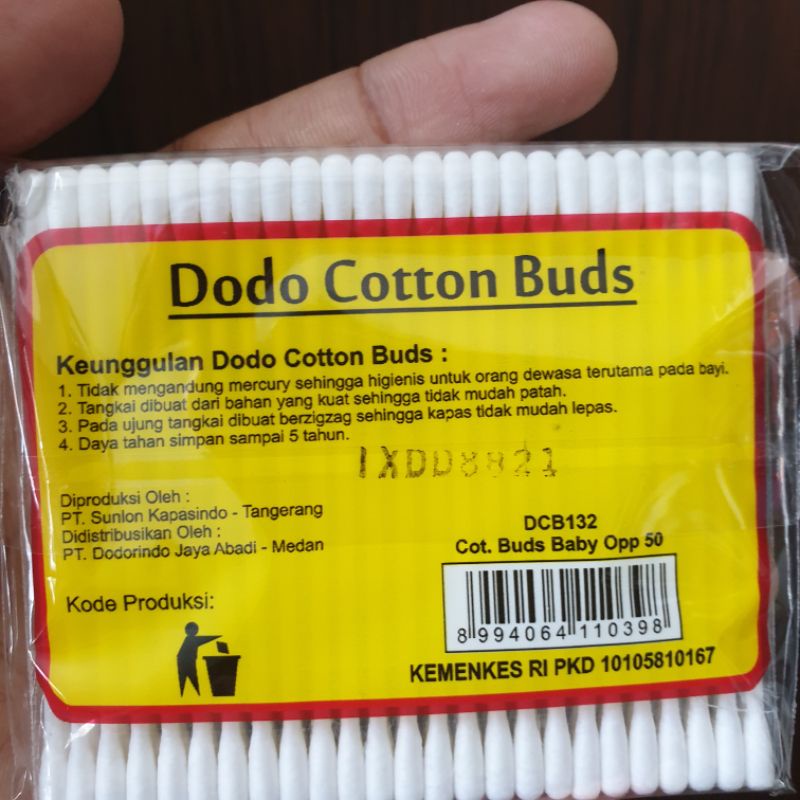 Dodo Cotton Buds
Keunggulan Dodo Cotton Buds :
1. Tidak mengandung mercury sehingga higienis untuk orang dewasa terutama pada bayi.
2. Tangkai dibuat dari bahan yang kuat sehingga tidak mudah patah.
3. Pada ujung tangkai dibuat berzigzag sehingga kapas tidak mudah lepas.
4. Daya tahan simpan sampai 5 tahun.
IXDD8821
Diproduksi Oleh :
PT. Sunlon Kapasindo - Tangerang
Didistribusikan Oleh :
PT. Dodorindo Jaya Abadi - Medan
DCB132
Cot. Buds Baby Opp 50
Kode Produksi:
8 994064 110398
KEMENKES RI PKD 10105810167